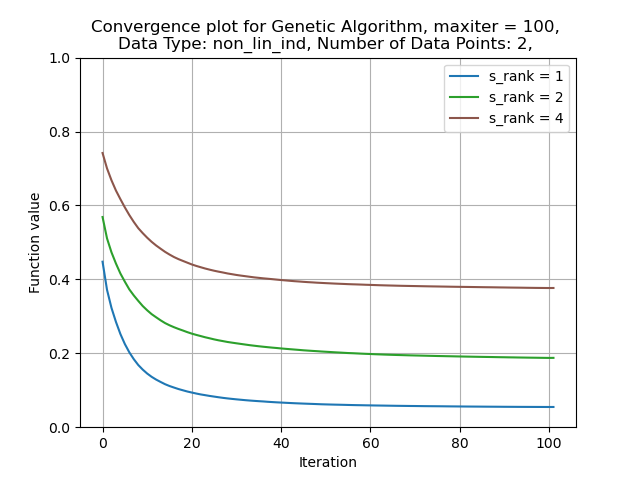 Convergence plot for Genetic Algorithm, maxiter = 100,
Data Type: non_lin_ind, Number of Data Points: 2,
s_rank = 1
s_rank = 2
s_rank = 4
Function value
1.0
0.8
0.6
0.4
0.2
0.0
0 20 40 60 80 100
Iteration